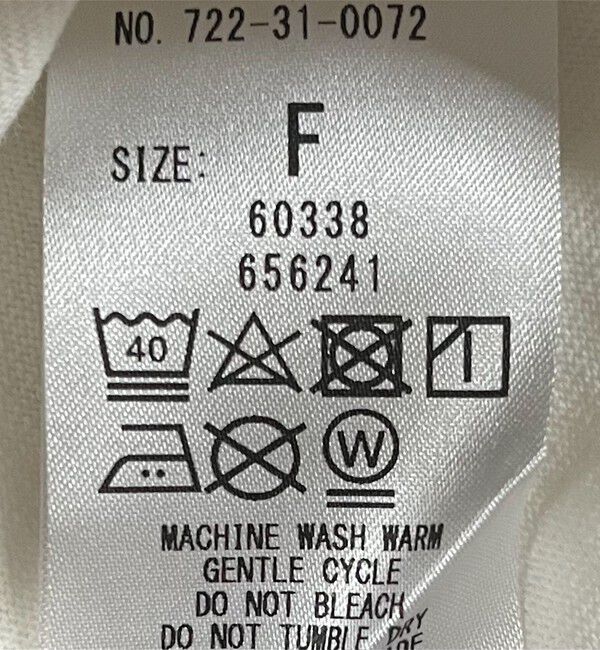 NO. 722-31-0072
SIZE: F
60338
656241
40
W
MACHINE WASH WARM
GENTLE CYCLE
DO NOT BLEACH
DO NOT TUMBLE DRY